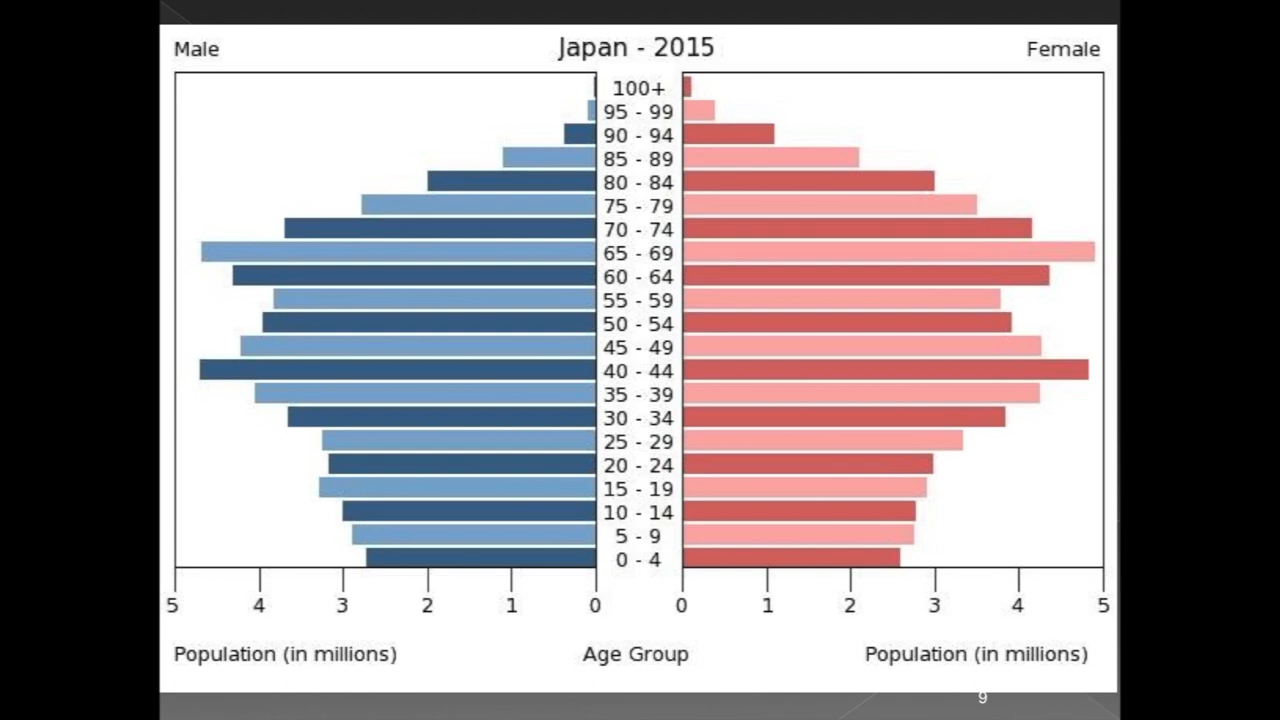 Male Japan - 2015 Female
100+
95 - 99
90 - 94
85 - 89
80 - 84
75 - 79
70 - 74
65 - 69
60 - 64
55 - 59
50 - 54
45 - 49
40 - 44
35 - 39
30 - 34
25 - 29
20 - 24
15 - 19
10 - 14
5 - 9
0 - 4
5 4 3 2 1 0 0 1 2 3 4 5
Population (in millions) Age Group Population (in millions)
9